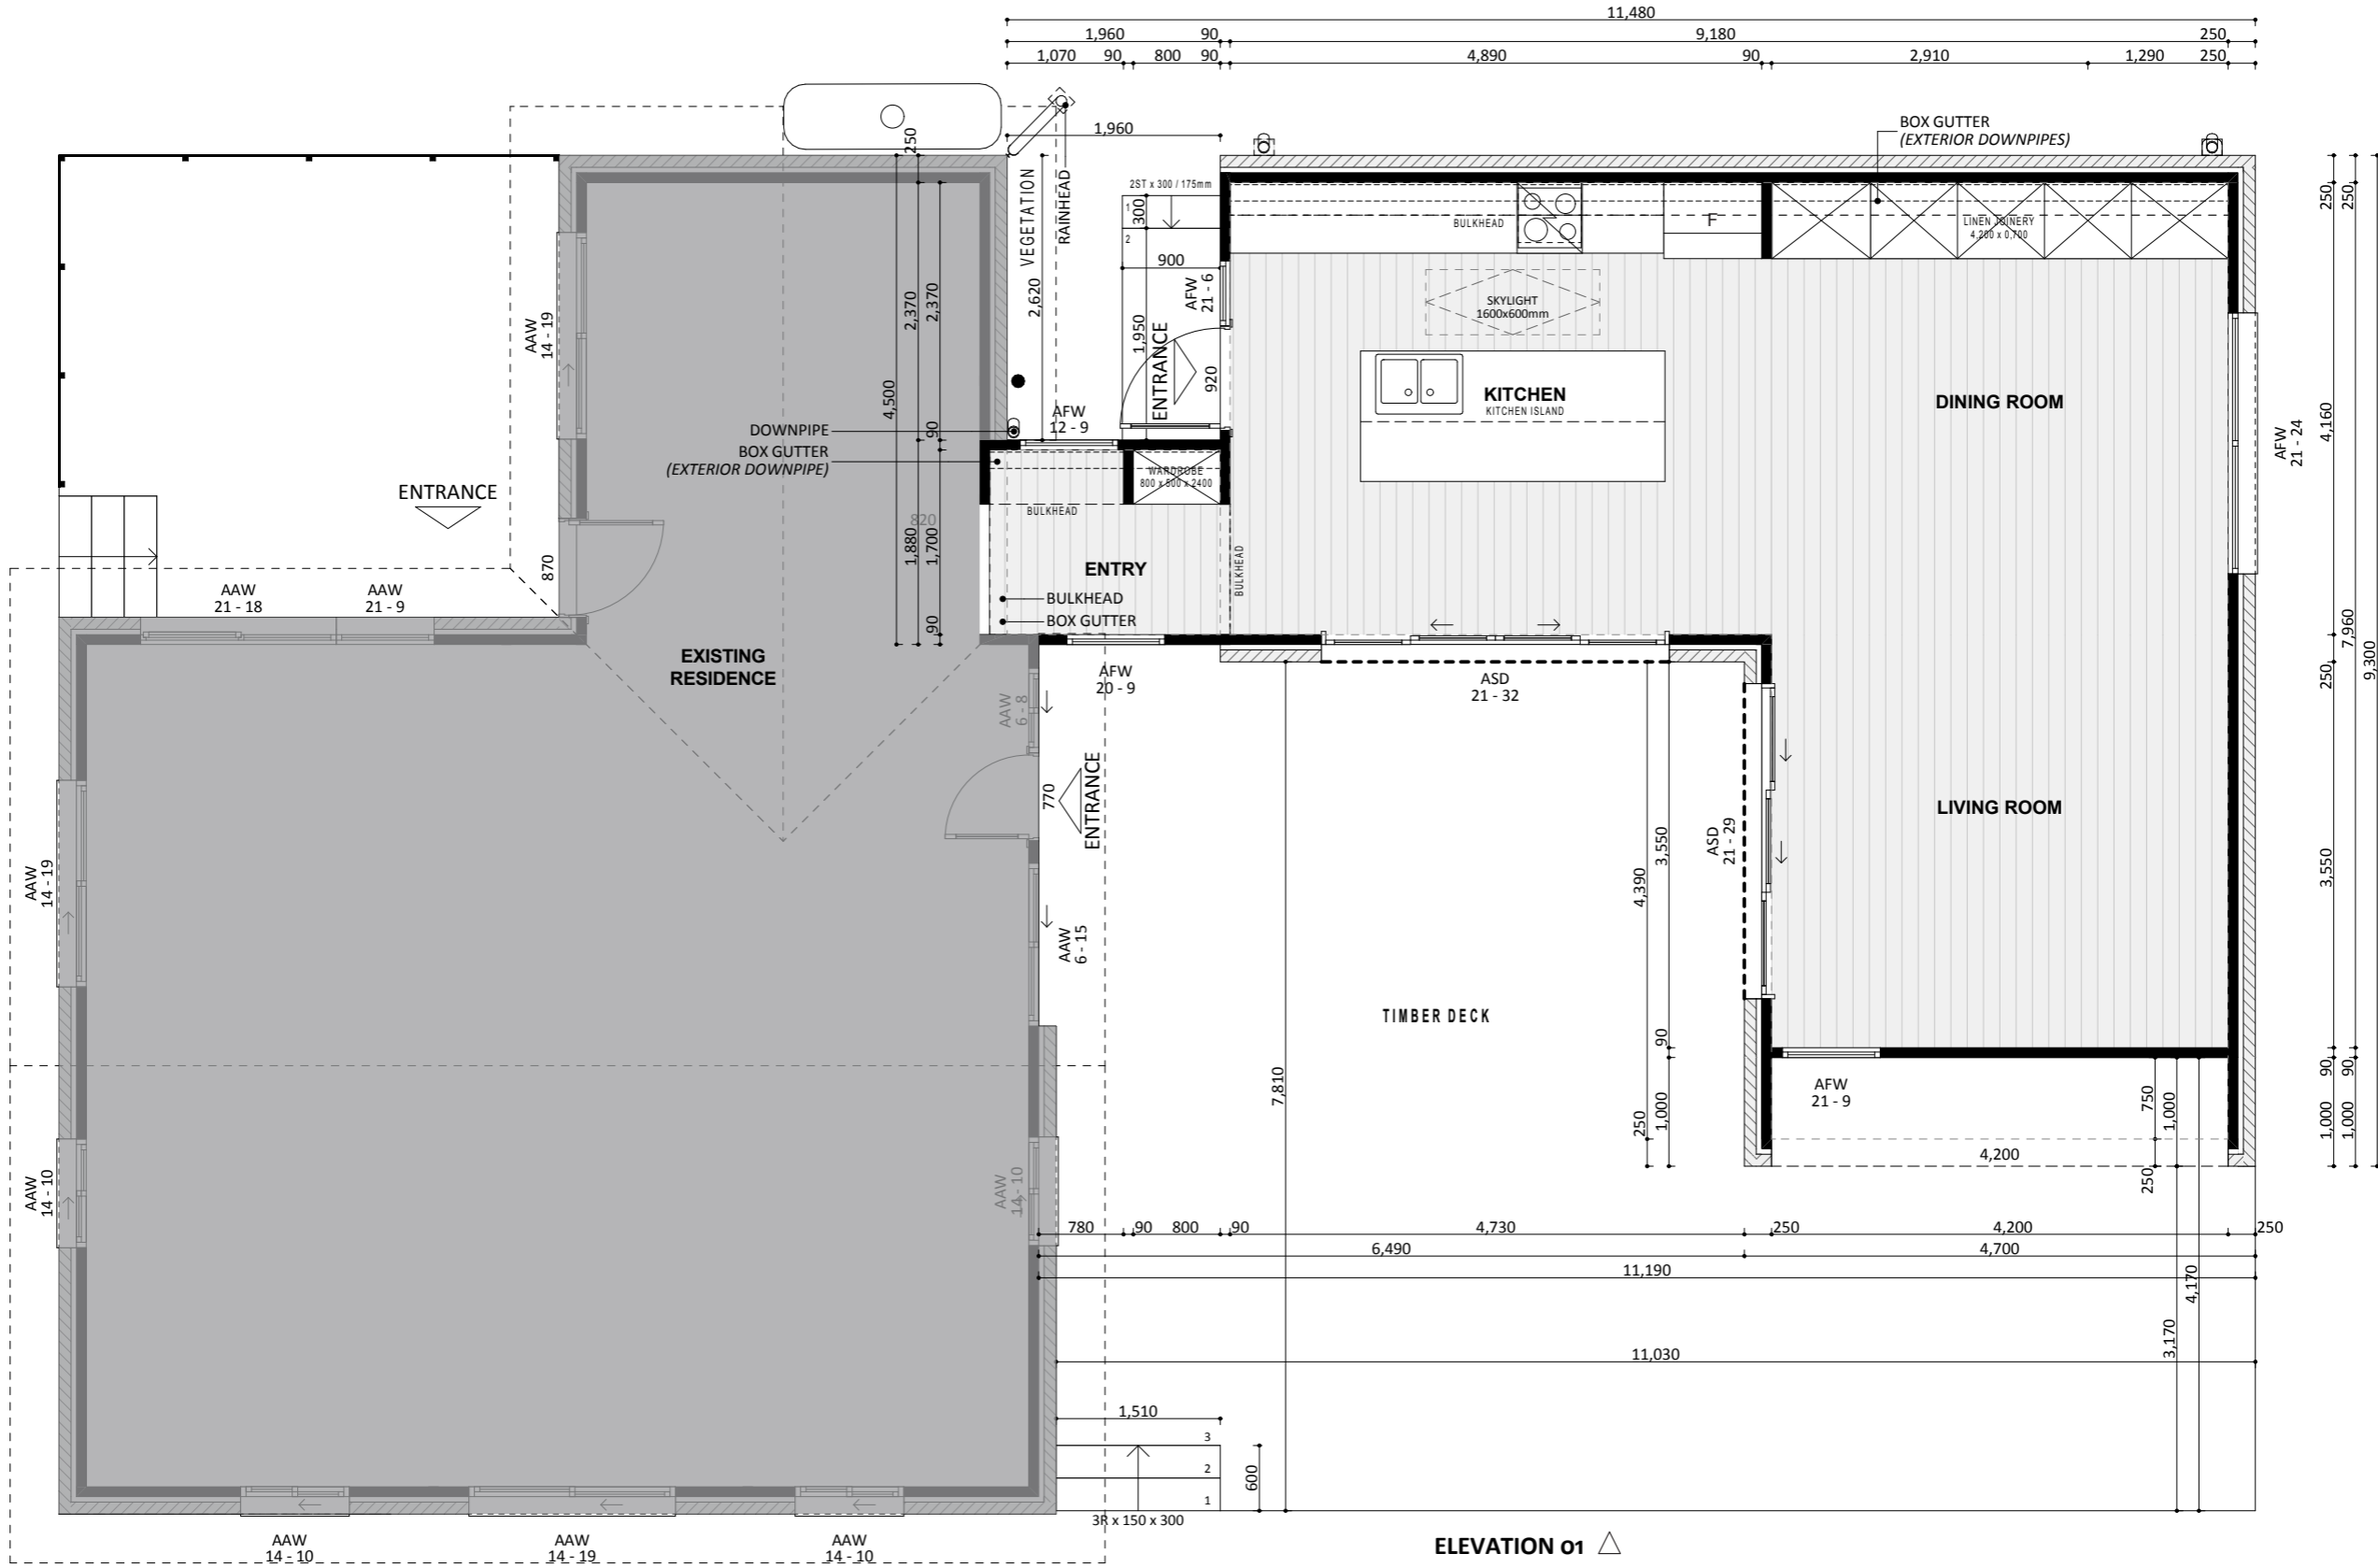 11,480
1,960
90
9,180
250
1,070
90
800
90
4,890
90
2,910
1,290
250
BOX GUTTER
(EXTERIOR DOWNPIPES)
1,960
250
2ST x 300 / 175mm
1
300
2
VEGETATION
RAINHEAD
2,620
900
1,950
AFW
21 - 6
ENTRANCE
920
BULKHEAD
F
LINEN JOINERY
4,200 x 0,700
SKYLIGHT
1600x600mm
KITCHEN
KITCHEN ISLAND
DINING ROOM
AFW
21 - 24
250
250
4,160
7,960
9,300
250
3,550
90
90
1,000
1,000
AAW
14 - 19
2,370
2,370
4,500
90
1,880
1,700
90
820
870
DOWNPIPE
BOX GUTTER
(EXTERIOR DOWNPIPE)
AFW
12 - 9
WARDROBE
800 x 600 x 2400
BULKHEAD
BULKHEAD
ENTRY
BULKHEAD
BOX GUTTER
ENTRANCE
AAW
21 - 18
AAW
21 - 9
EXISTING
RESIDENCE
AFW
20 - 9
ASD
21 - 32
AAW
6 - 8
770
ENTRANCE
AAW
6 - 15
ASD
21 - 29
LIVING ROOM
3,550
4,390
90
250
1,000
TIMBER DECK
7,810
AFW
21 - 9
750
1,000
4,200
250
AAW
14 - 19
AAW
14 - 10
AAW
14 - 10
780
90
800
90
4,730
250
4,200
250
6,490
4,700
11,190
4,170
3,170
11,030
1,510
3
2
1
600
3R x 150 x 300
AAW
14 - 10
AAW
14 - 19
AAW
14 - 10
ELEVATION 01